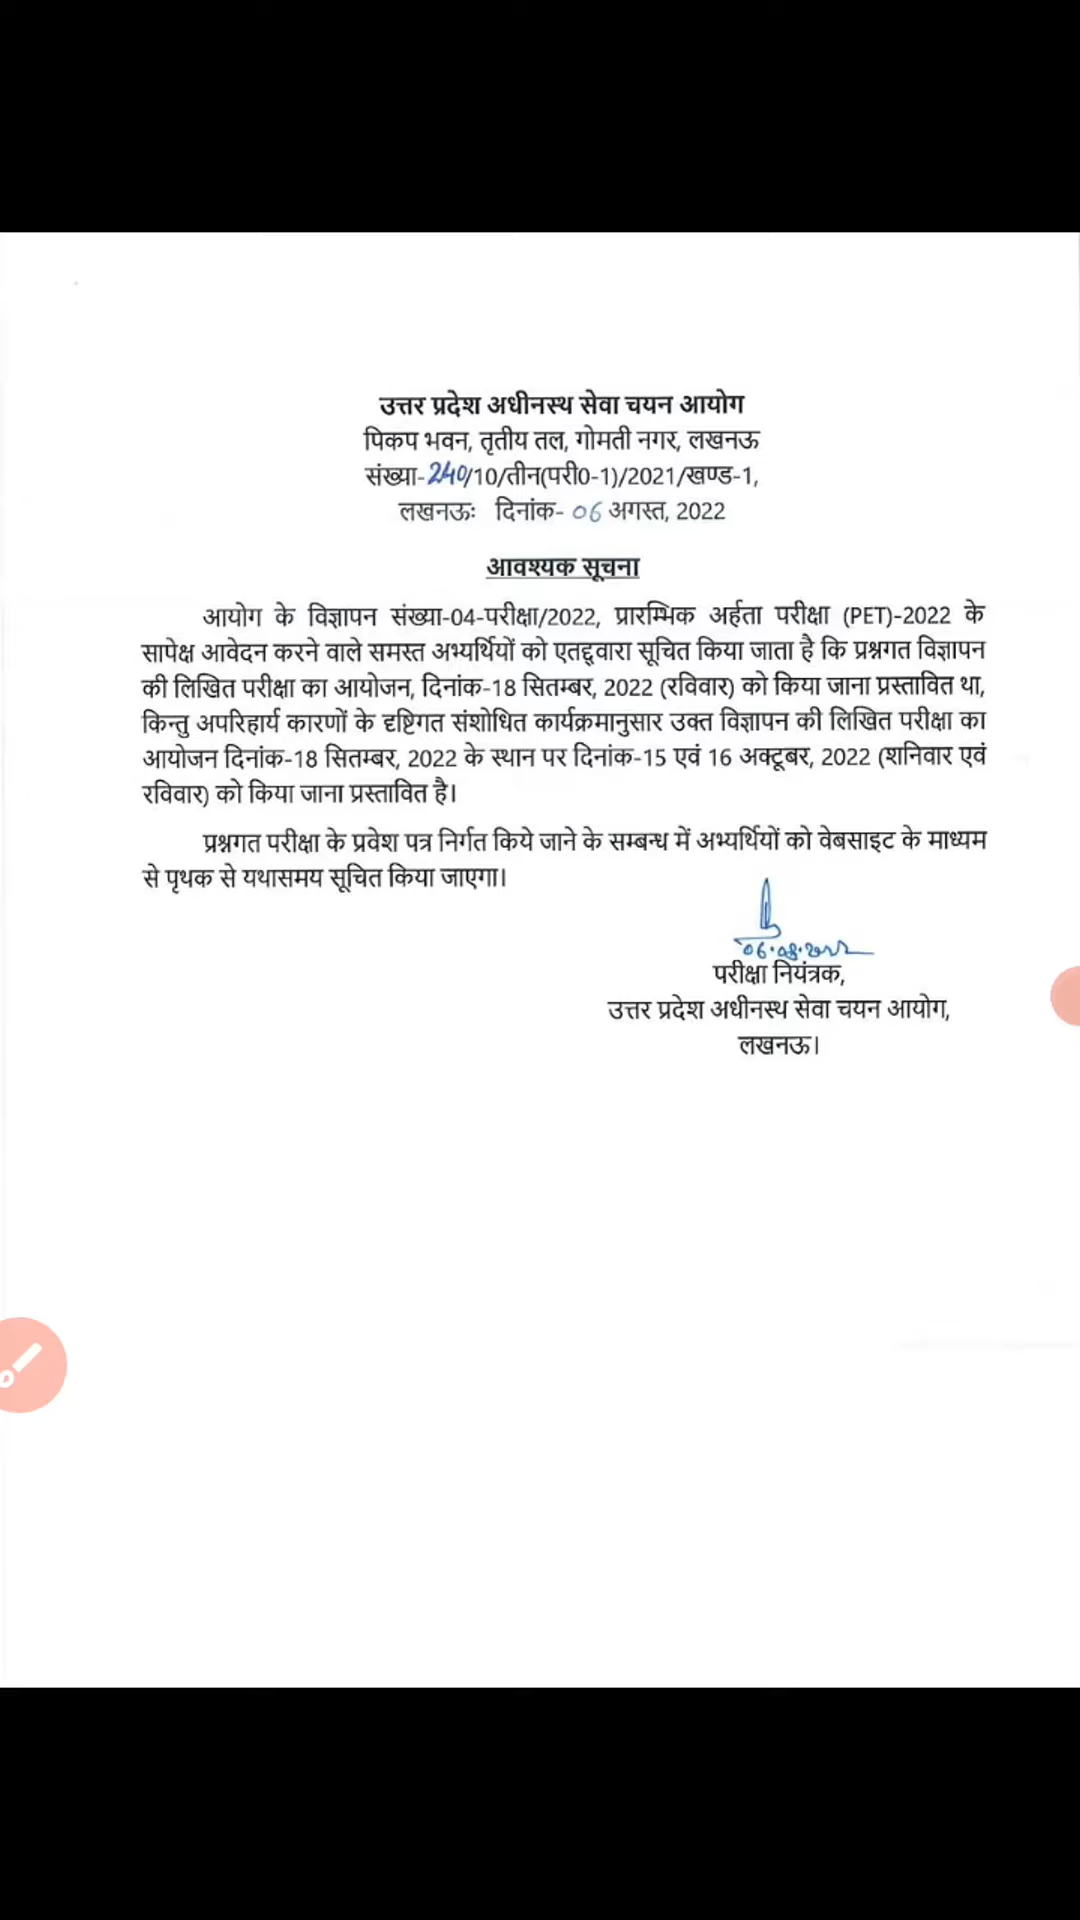 उत्तर प्रदेश अधीनस्थ सेवा चयन आयोग
पिकप भवन, तृतीय तल, गोमती नगर, लखनऊ
संख्या-240/10/तीन(परी0-1)/2021/खण्ड-1,
लखनऊः दिनांक- 06 अगस्त, 2022
आवश्यक सूचना
आयोग के विज्ञापन संख्या-04-परीक्षा/2022, प्रारम्भिक अर्हता परीक्षा (PET)-2022 के
सापेक्ष आवेदन करने वाले समस्त अभ्यर्थियों को एतद्द्वारा सूचित किया जाता है कि प्रश्नगत विज्ञापन
की लिखित परीक्षा का आयोजन, दिनांक-18 सितम्बर, 2022 (रविवार) को किया जाना प्रस्तावित था,
किन्तु अपरिहार्य कारणों के दृष्टिगत संशोधित कार्यक्रमानुसार उक्त विज्ञापन की लिखित परीक्षा का
आयोजन दिनांक-18 सितम्बर, 2022 के स्थान पर दिनांक-15 एवं 16 अक्टूबर, 2022 (शनिवार एवं
रविवार) को किया जाना प्रस्तावित है।
प्रश्नगत परीक्षा के प्रवेश पत्र निर्गत किये जाने के सम्बन्ध में अभ्यर्थियों को वेबसाइट के माध्यम
से पृथक से यथासमय सूचित किया जाएगा।
06.08.2022
परीक्षा नियंत्रक,
उत्तर प्रदेश अधीनस्थ सेवा चयन आयोग,
लखनऊ।